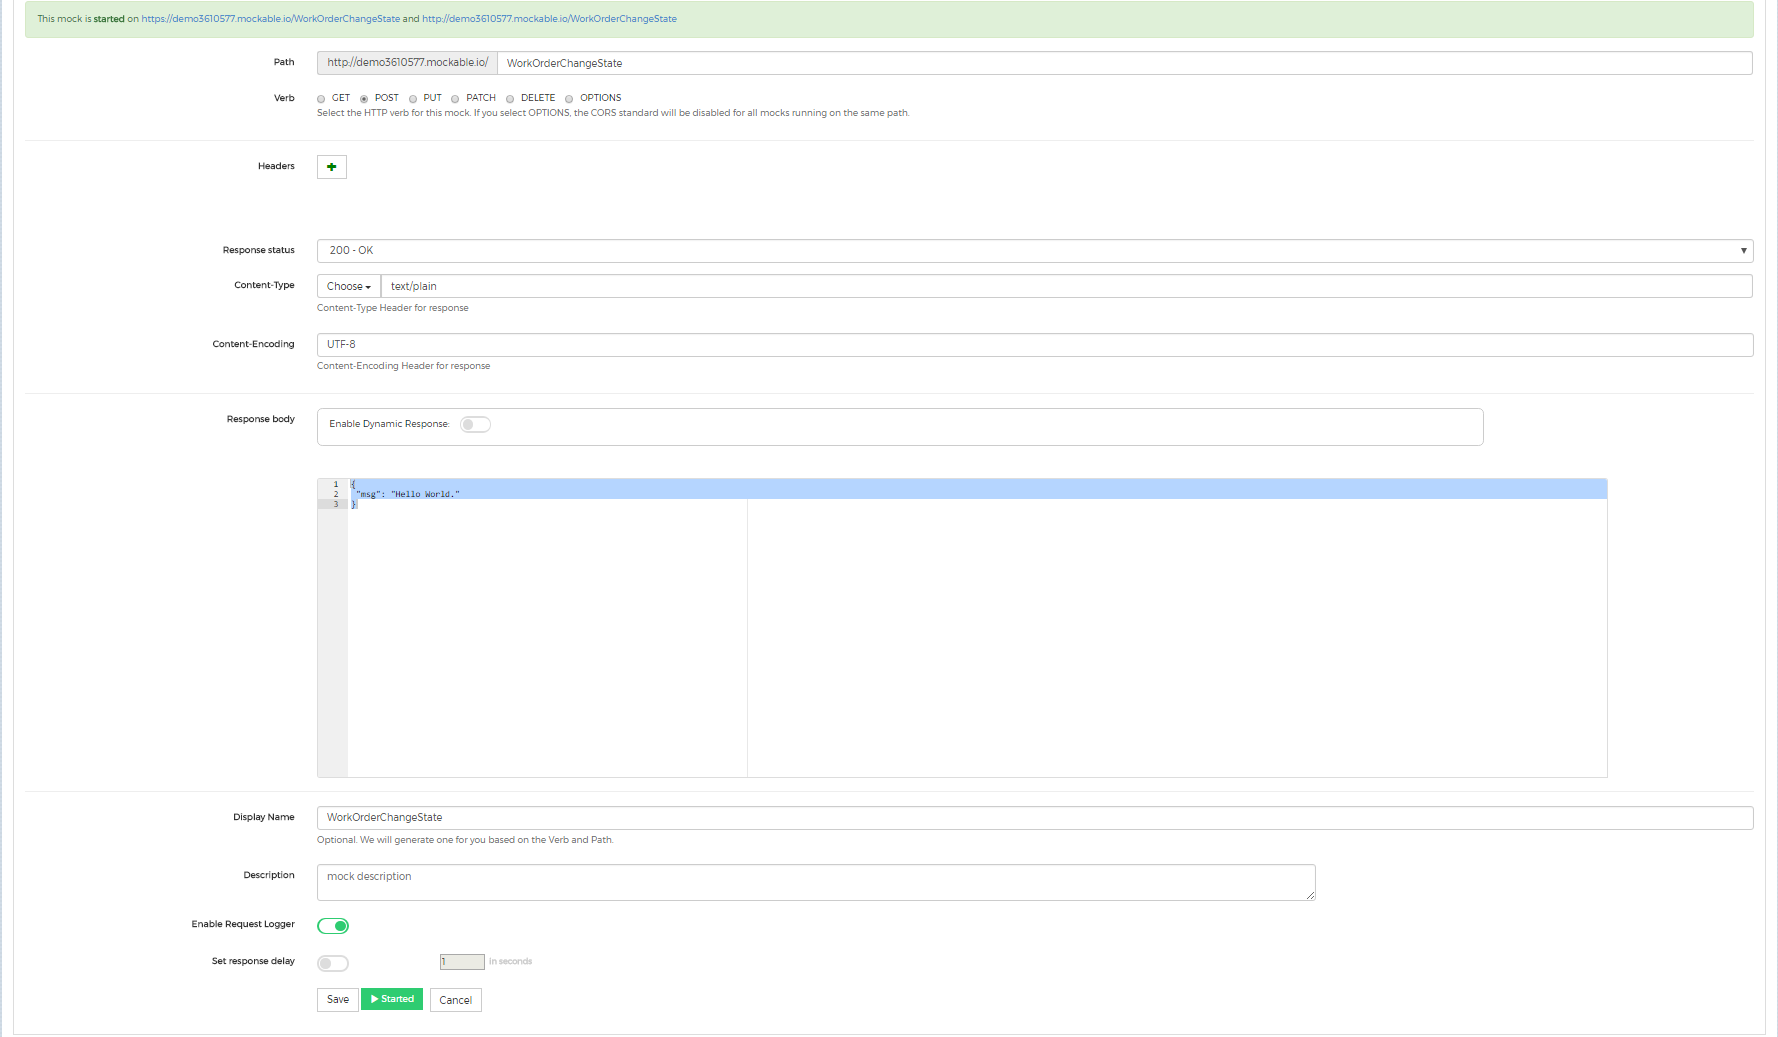 This mock is started on https://demo3610577.mockable.io/WorkOrderChangeState and http://demo3610577.mockable.io/WorkOrderChangeState
Path http://demo3610577.mockable.io/ WorkOrderChangeState
Verb GET POST PUT PATCH DELETE OPTIONS
Select the HTTP verb for this mock. If you select OPTIONS, the CORS standard will be disabled for all mocks running on the same path.
Headers
Response status 200 - OK
Content-Type Choose text/plain
Content-Type Header for response
Content-Encoding UTF-8
Content-Encoding Header for response
Response body Enable Dynamic Response:
1 {
2 "msg": "Hello World."
3 }
Display Name WorkOrderChangeState
Optional. We will generate one for you based on the Verb and Path.
Description mock description
Enable Request Logger
Set response delay 1 in seconds
Save Started Cancel